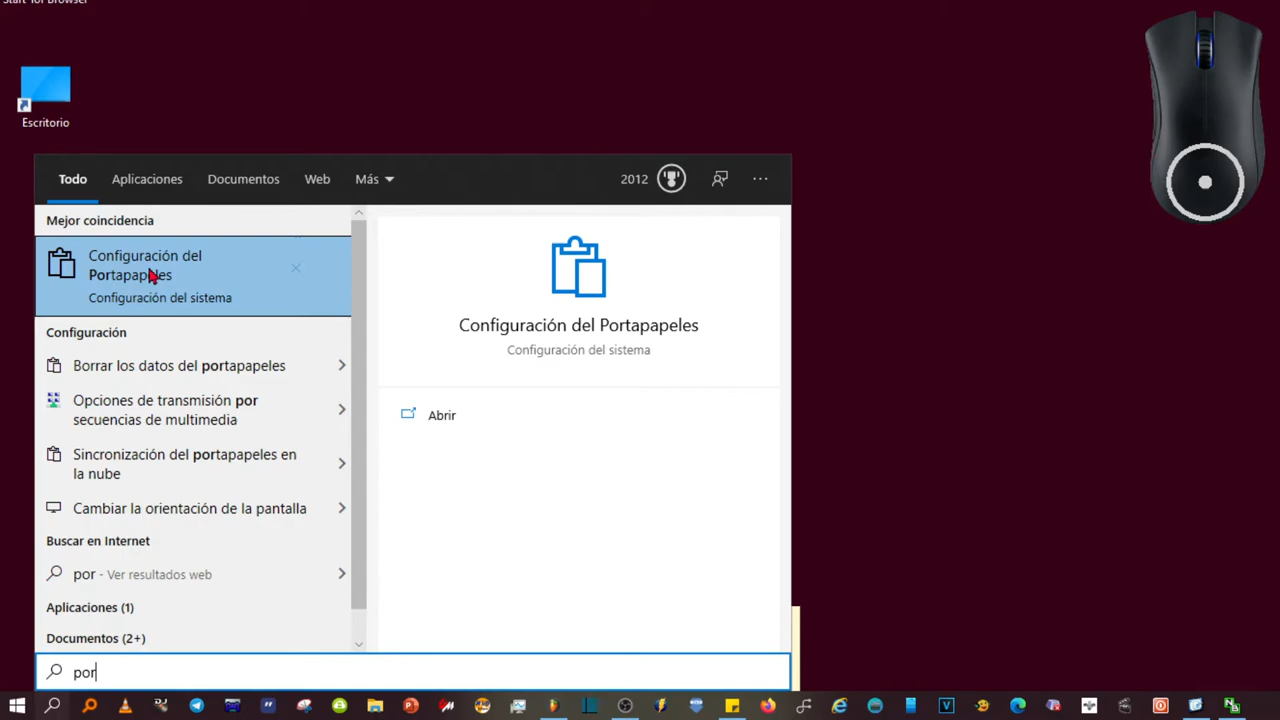 Start Tor Browser
Escritorio
Todo
Aplicaciones
Documentos
Web
Más
2012
Mejor coincidencia
Configuración del
Portapapeles
Configuración del sistema
Configuración
Borrar los datos del portapapeles
Opciones de transmisión por
secuencias de multimedia
Sincronización del portapapeles en
la nube
Cambiar la orientación de la pantalla
Buscar en Internet
por - Ver resultados web
Aplicaciones (1)
Documentos (2+)
Configuración del Portapapeles
Configuración del sistema
Abrir
por